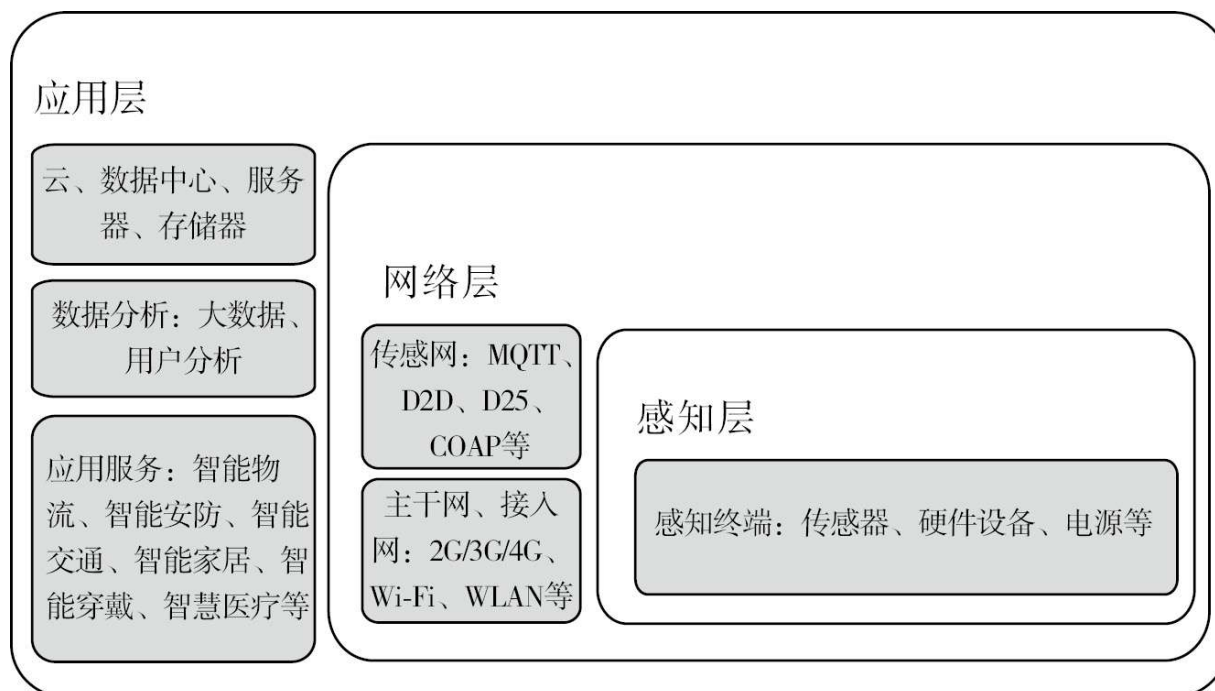 应用层
云、数据中心、服务
器、存储器
数据分析：大数据、
用户分析
应用服务：智能物
流、智能安防、智能
交通、智能家居、智
能穿戴、智慧医疗等
网络层
传感网：MQTT、
D2D、D25、
COAP等
主干网、接入
网：2G/3G/4G、
Wi-Fi、WLAN等
感知层
感知终端：传感器、硬件设备、电源等